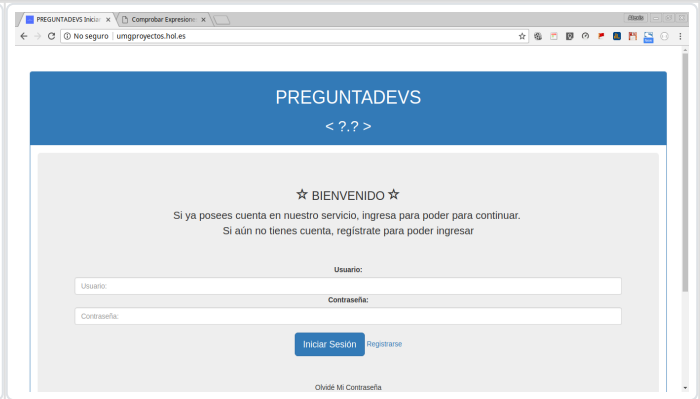 PREGUNTADEVS Inicia
Comprobar Expresione
No seguro | umgproyectos.hol.es
PREGUNTADEVS
< ?.? >
☆ BIENVENIDO ☆
Si ya posees cuenta en nuestro servicio, ingresa para poder para continuar.
Si aún no tienes cuenta, regístrate para poder ingresar
Usuario:
Usuario:
Contraseña:
Contraseña:
Iniciar Sesión Registrarse
Olvidé Mi Contraseña